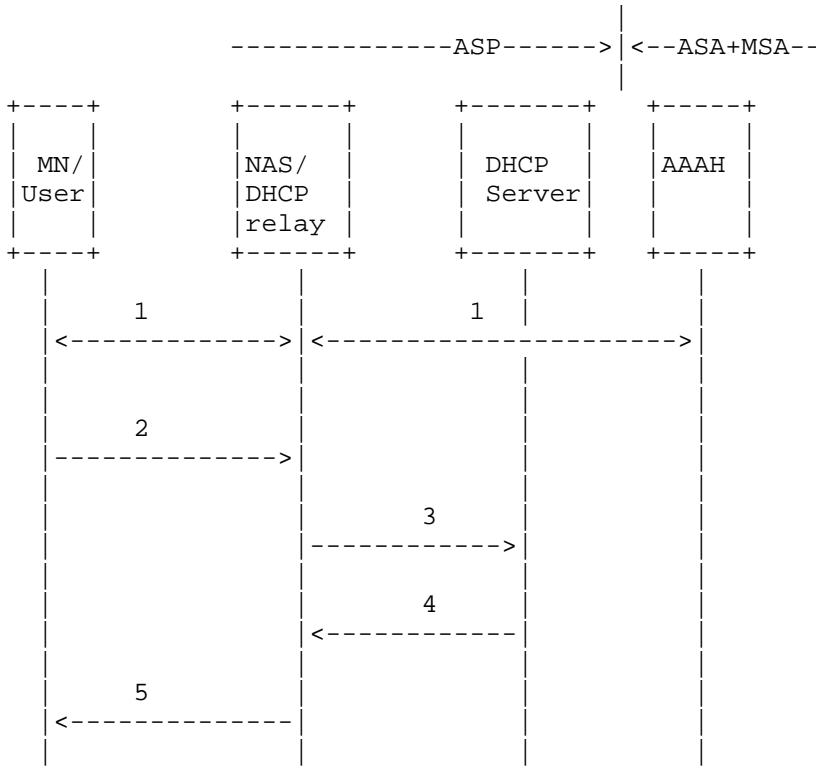 --------------ASP------>|<--ASA+MSA--
MN/ NAS/ DHCP AAAH
User DHCP Server
relay
1 1
2
3
4
5